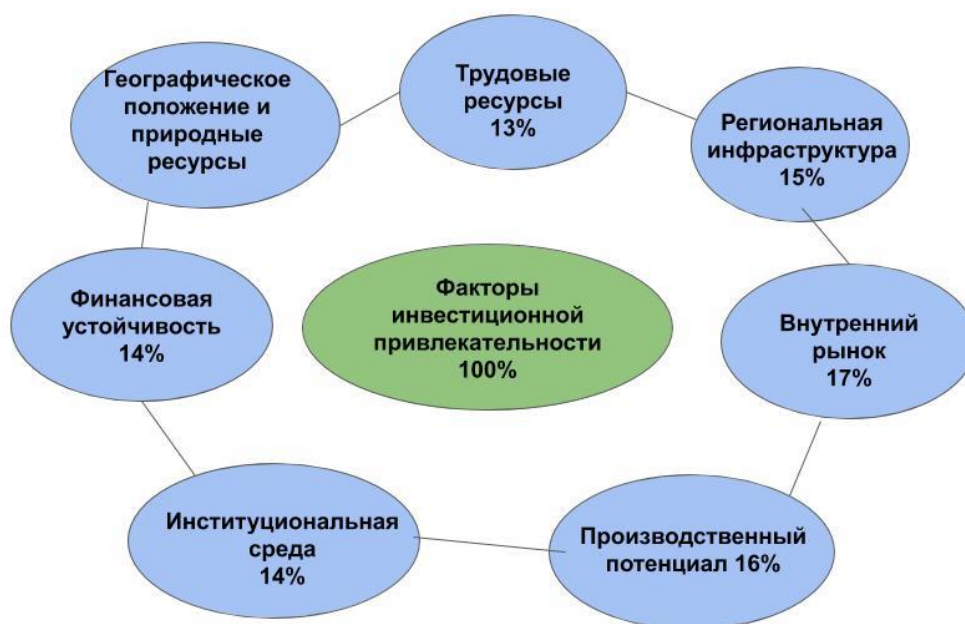 Географическое
положение и
природные
ресурсы
Трудовые
ресурсы
13%
Региональная
инфраструктура
15%
Финансовая
устойчивость
14%
Факторы
инвестиционной
привлекательности
100%
Внутренний
рынок
17%
Институциональная
среда
14%
Производственный
потенциал 16%